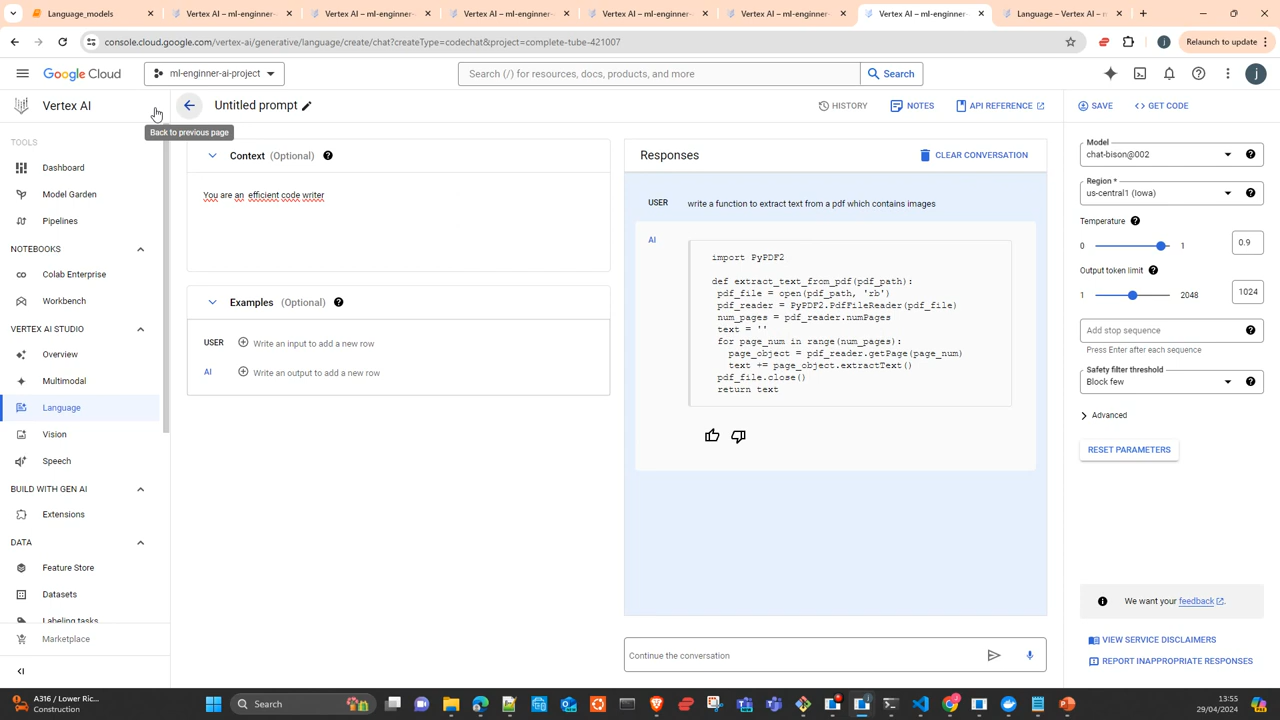 Language_models
Vertex AI – ml-enginner-
Vertex AI – ml-enginner-
Vertex AI – ml-enginner-
Vertex AI – ml-enginner-
Vertex AI – ml-enginner-
Vertex AI – ml-enginner-
Language – Vertex AI –
console.cloud.google.com/vertex-ai/generative/language/create/chat?createType=codechat&project=complete-tube-421007
Relaunch to update
Google Cloud
ml-enginner-ai-project
Search (/) for resources, docs, products, and more
Search
j
Vertex AI
Untitled prompt
HISTORY
NOTES
API REFERENCE
SAVE
<> GET CODE
Back to previous page
TOOLS
Dashboard
Model Garden
Pipelines
NOTEBOOKS
Colab Enterprise
Workbench
VERTEX AI STUDIO
Overview
Multimodal
Language
Vision
Speech
BUILD WITH GEN AI
Extensions
DATA
Feature Store
Datasets
Labeling tasks
Marketplace
Context (Optional)
You are an  efficient code writer
Examples (Optional)
USER
Write an input to add a new row
AI
Write an output to add a new row
Responses
CLEAR CONVERSATION
USER
write a function to extract text from a pdf which contains images
AI
import PyPDF2
def extract_text_from_pdf(pdf_path):
pdf_file = open(pdf_path, 'rb')
pdf_reader = PyPDF2.PdfFileReader(pdf_file)
num_pages = pdf_reader.numPages
text = ''
for page_num in range(num_pages):
page_object = pdf_reader.getPage(page_num)
text += page_object.extractText()
pdf_file.close()
return text
Continue the conversation
Model
chat-bison@002
Region *
us-central1 (Iowa)
Temperature
0
1
0.9
Output token limit
1
2048
1024
Add stop sequence
Press Enter after each sequence
Safety filter threshold
Block few
Advanced
RESET PARAMETERS
We want your feedback.
VIEW SERVICE DISCLAIMERS
REPORT INAPPROPRIATE RESPONSES
A316 / Lower Ric...
Construction
Search
13:55
29/04/2024